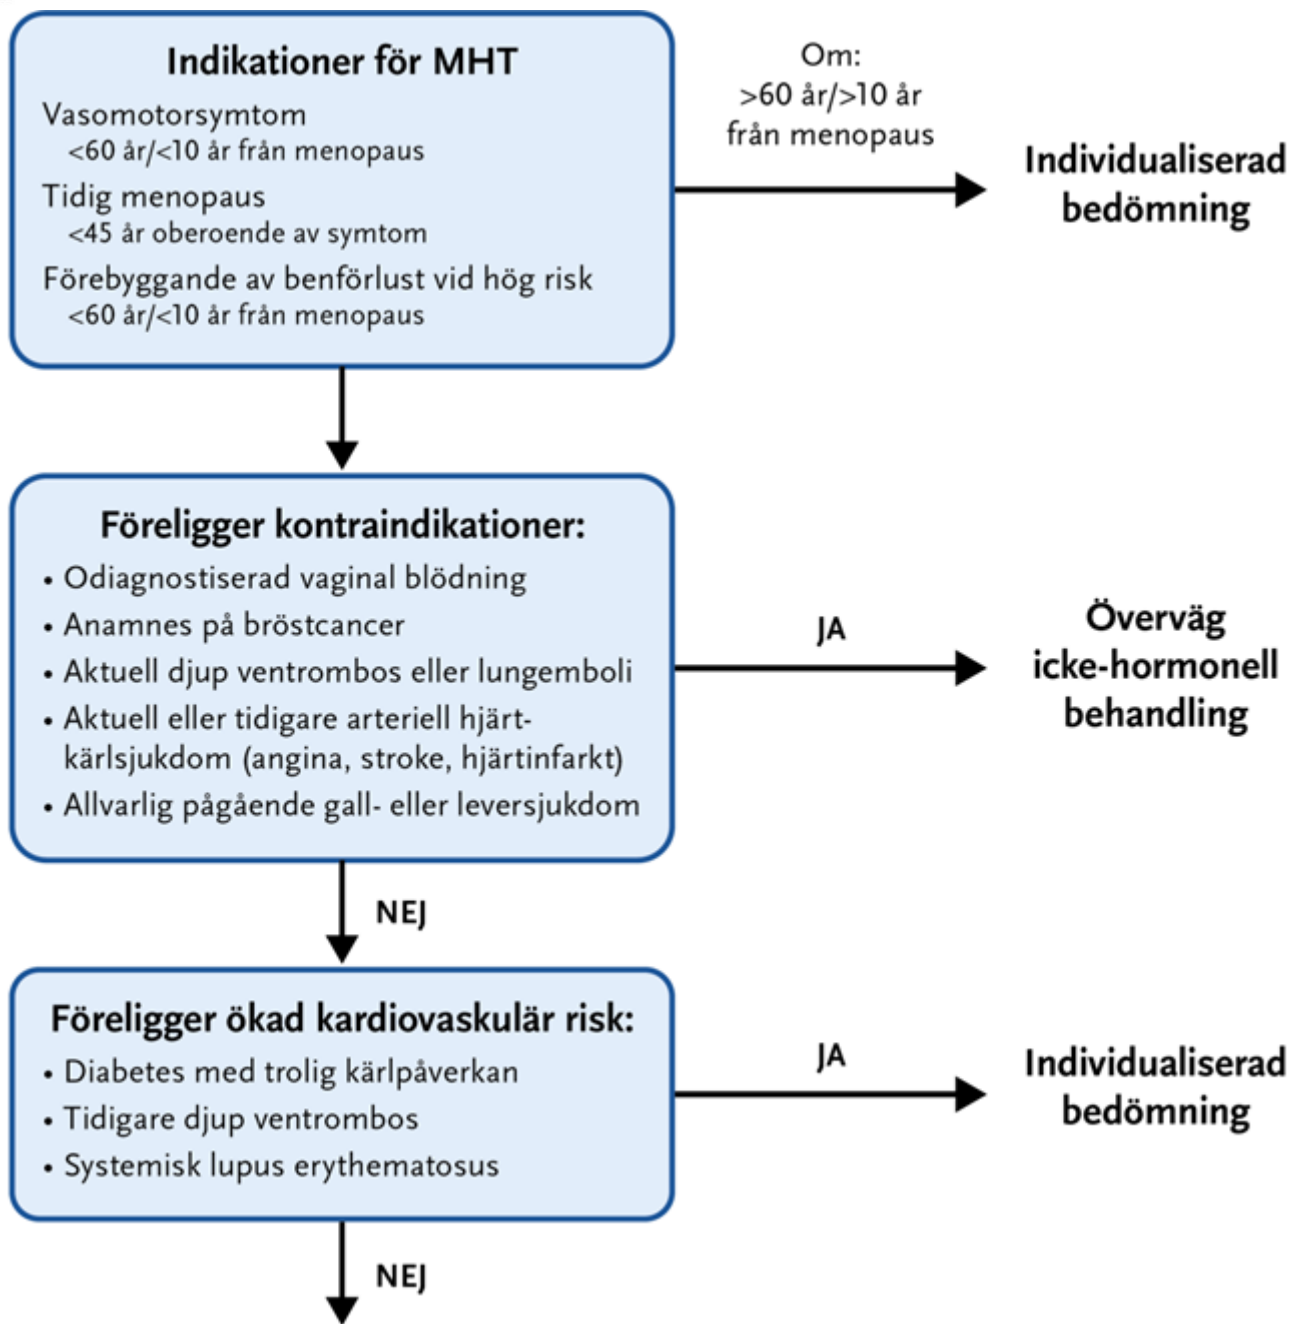 Indikationer för MHT
Vasomotorsymtom
<60 år/<10 år från menopaus
Tidig menopaus
<45 år oberoende av symtom
Förebyggande av benförlust vid hög risk
<60 år/<10 år från menopaus
Om:
>60 år/>10 år
från menopaus
Individualiserad
bedömning
Föreligger kontraindikationer:
• Odiagnostiserad vaginal blödning
• Anamnes på bröstcancer
• Aktuell djup ventrombos eller lungemboli
• Aktuell eller tidigare arteriell hjärt-
kärlsjukdom (angina, stroke, hjärtinfarkt)
• Allvarlig pågående gall- eller leversjukdom
JA
Överväg
icke-hormonell
behandling
NEJ
Föreligger ökad kardiovaskulär risk:
• Diabetes med trolig kärlpåverkan
• Tidigare djup ventrombos
• Systemisk lupus erythematosus
JA
Individualiserad
bedömning
NEJ